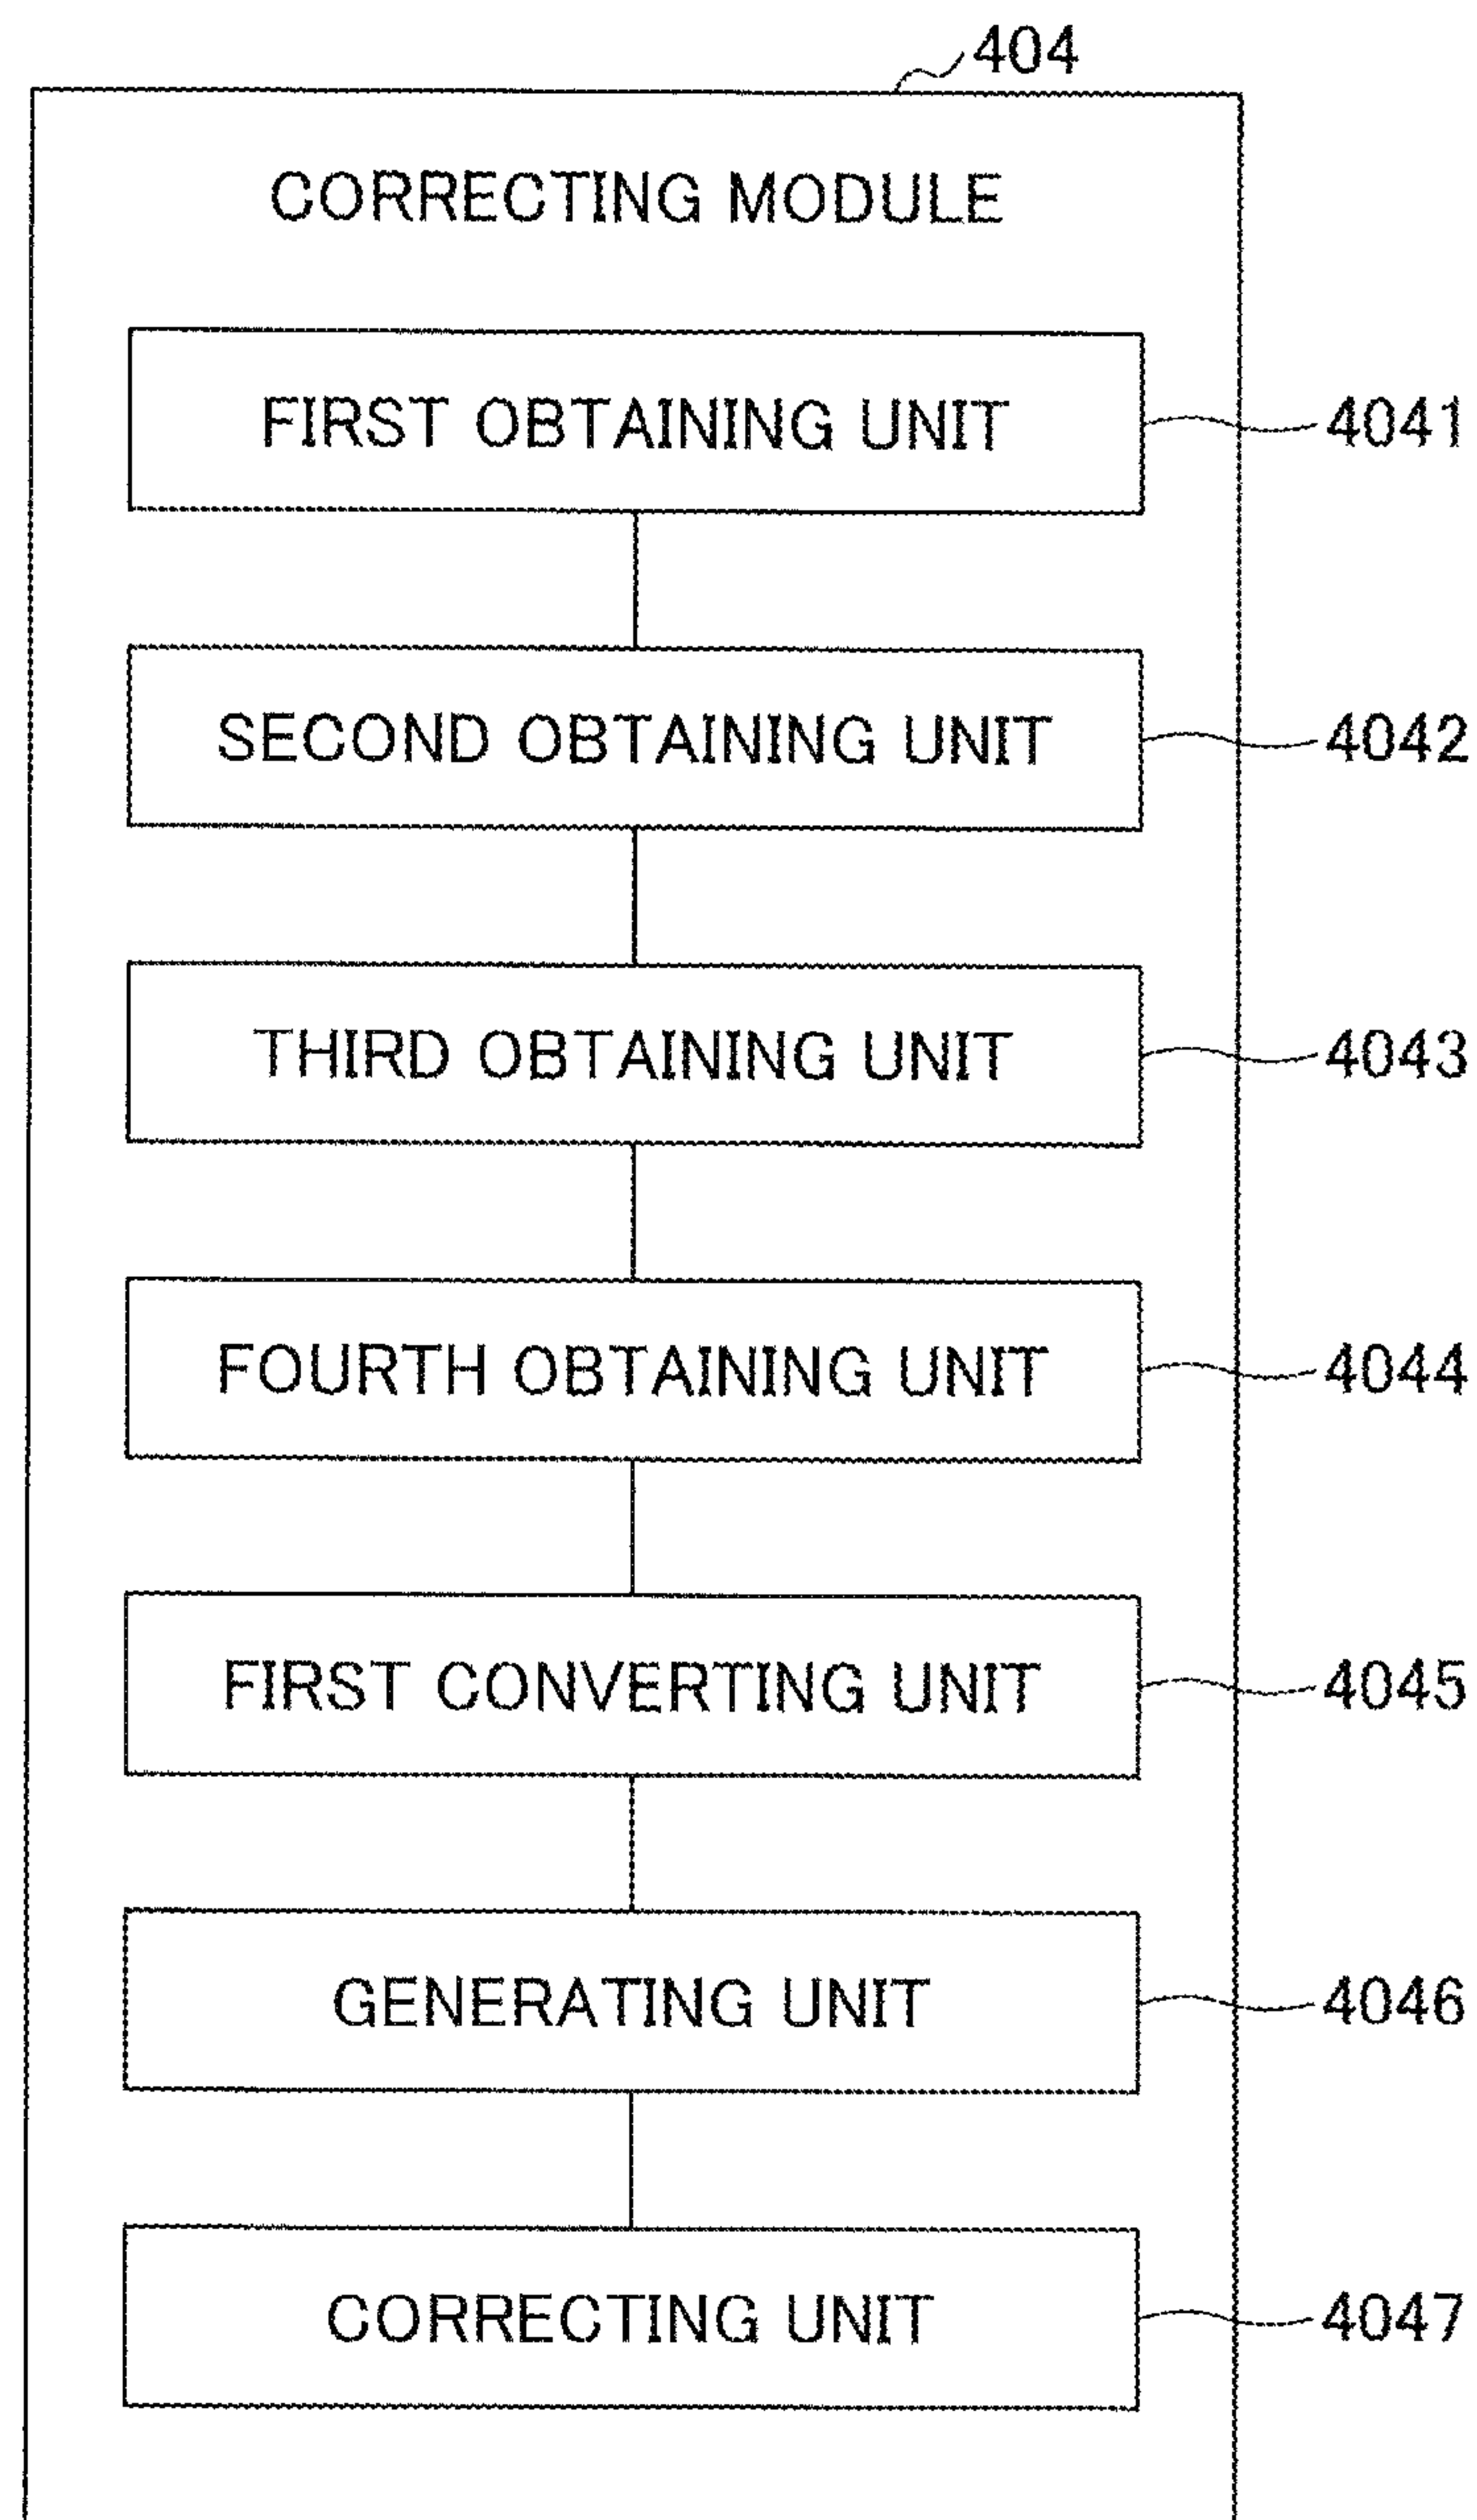 404
CORRECTING MODULE
FIRST OBTAINING UNIT
4041
SECOND OBTAINING UNIT
4042
THIRD OBTAINING UNIT
4043
FOURTH OBTAINING UNIT
4044
FIRST CONVERTING UNIT
4045
GENERATING UNIT
4046
CORRECTING UNIT
4047